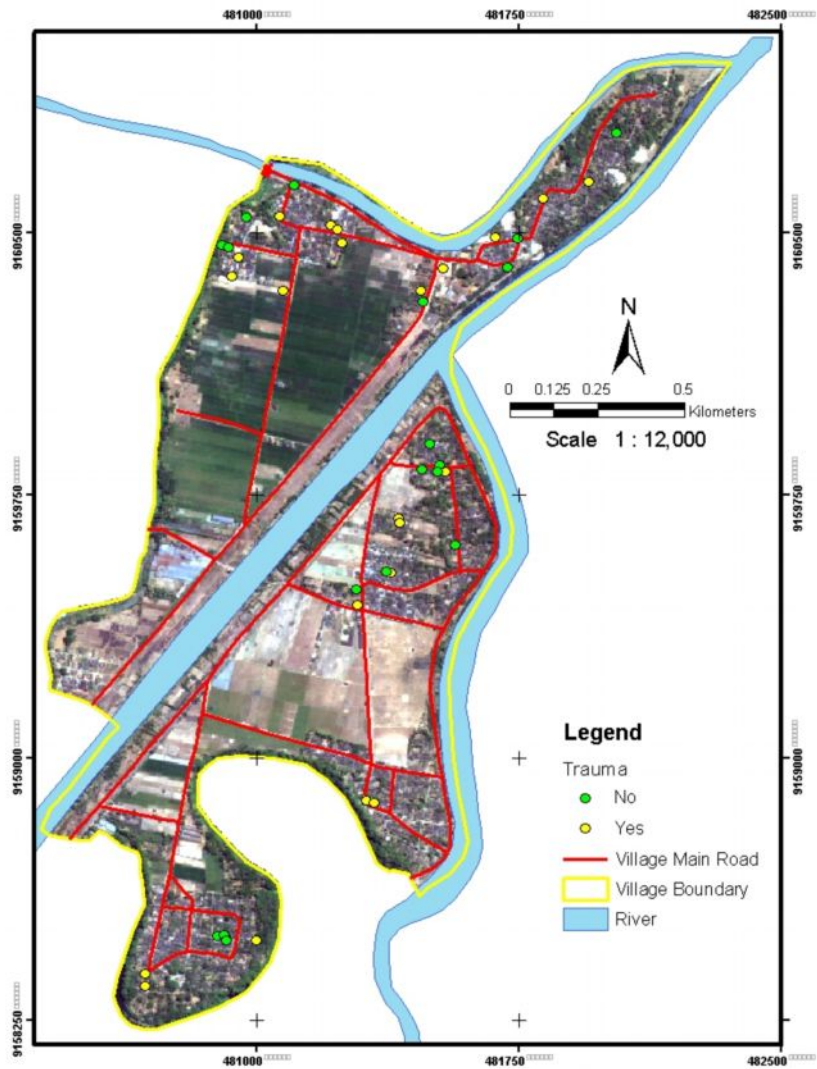 481000
481750
482500
9160500
9160500
N
0 0.125 0.25 0.5
Kilometers
Scale 1 : 12,000
9159750
9159750
Legend
Trauma
9159000
9159000
No
Yes
Village Main Road
Village Boundary
River
9158250
9158250
481000
481750
482500